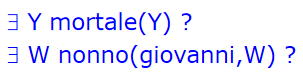 ∃ Y mortale(Y) ?
∃ W nonno(giovanni,W) ?